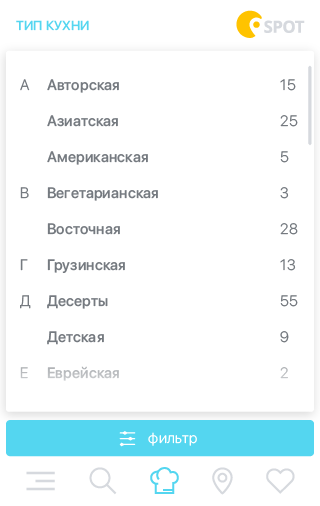 ТИП КУХНИ SPOT
А Авторская 15
Азиатская 25
Американская 5
В Вегетарианская 3
Восточная 28
Г Грузинская 13
Д Десерты 55
Детская 9
Е Еврейская 2
фильтр